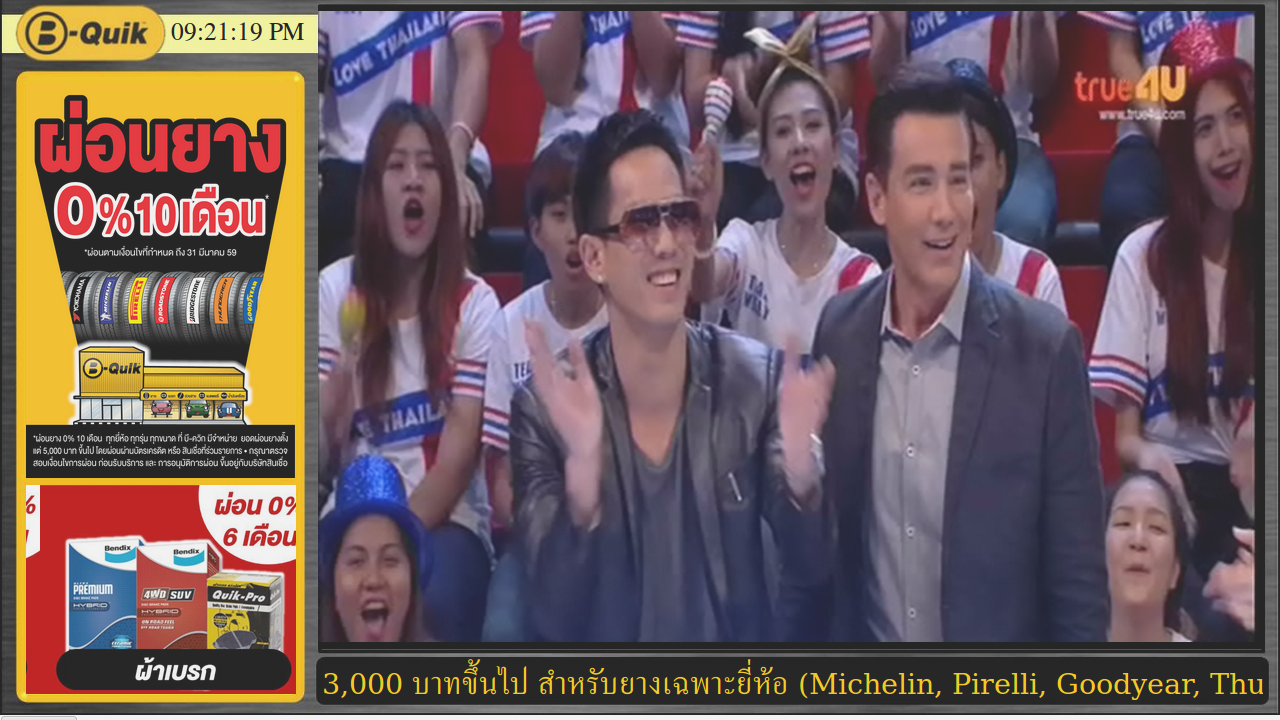 B-Quik
09:21:19 PM
ผ่อนยาง
0% 10 เดือน*
*ผ่อนตามเงื่อนไขที่กำหนด ถึง 31 มีนาคม 59
YOKOHAMA
MICHELIN
PIRELLI
ROADSTONE
BRIDGESTONE
GOODYEAR
B-Quik
*ผ่อนยาง 0% 10 เดือน ทุกยี่ห้อ ทุกรุ่น ทุกขนาด ที่ บี-ควิก มีจำหน่าย ยอดผ่อนยางตั้ง
แต่ 5,000 บาท ขึ้นไป โดยผ่อนผ่านบัตรเครดิต หรือ สินเชื่อที่ร่วมรายการ • กรุณาตรวจ
สอบเงื่อนไขการผ่อน ก่อนรับบริการ และ การอนุมัติการผ่อน ขึ้นอยู่กับบริษัทสินเชื่อ
%
ผ่อน 0%
6 เดือน
Bendix
PREMIUM
HYBRID
Bendix
4WD SUV
HYBRID
ON ROAD FEEL
OFF ROAD TOUGH
Quik-Pro
ผ้าเบรก
LOVE THAILAND
LOVE THAILAN
LOVE THAILA
true4U
www.true4u.com
THAILA
3,000 บาทขึ้นไป สำหรับยางเฉพาะยี่ห้อ (Michelin, Pirelli, Goodyear, Thu